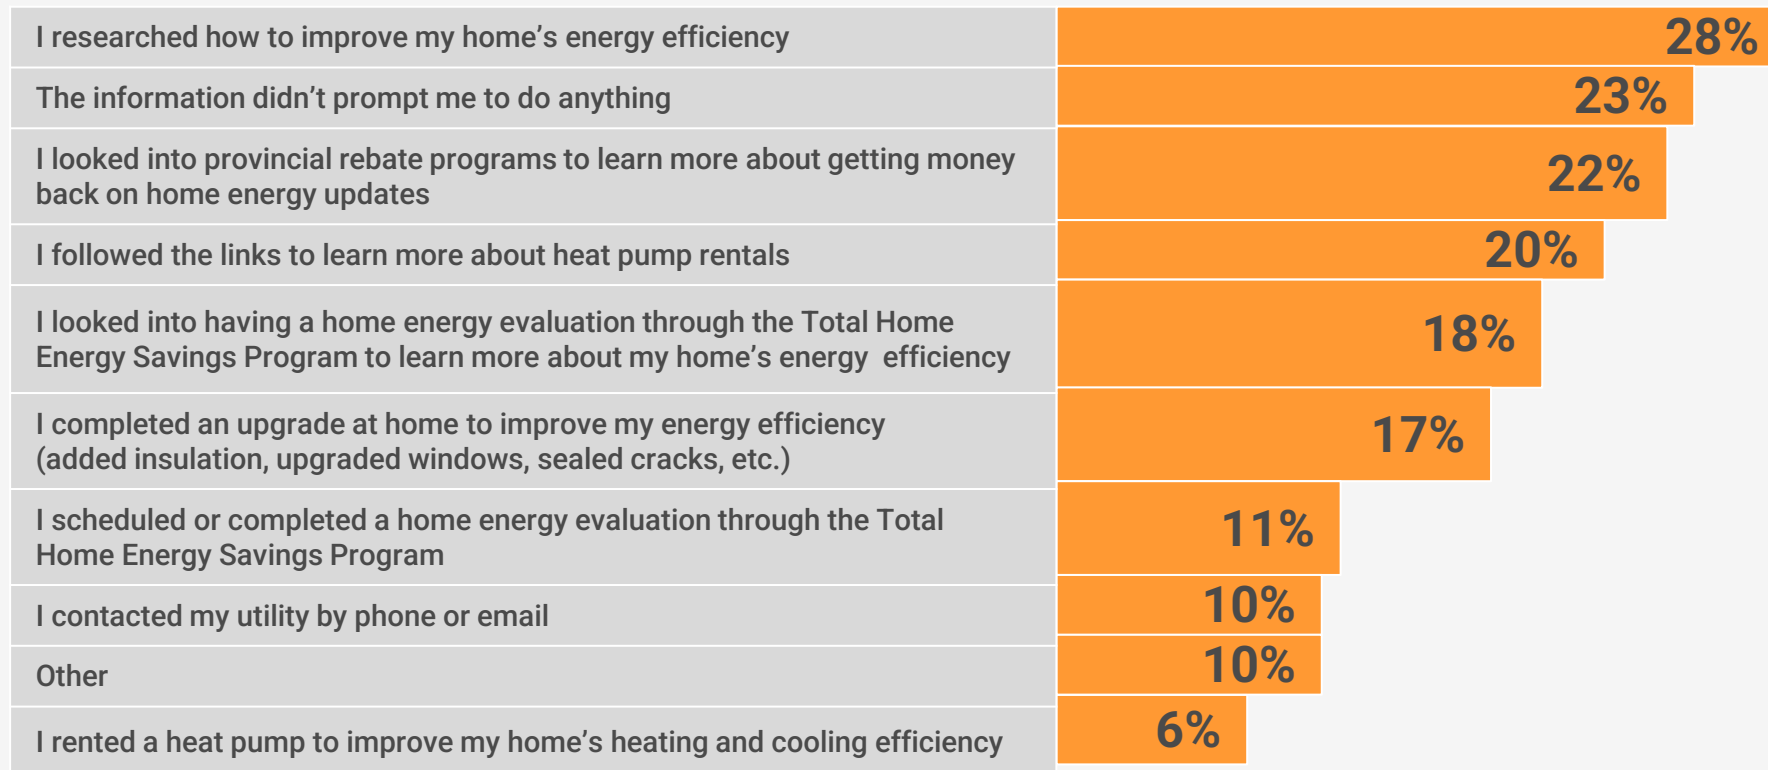 I researched how to improve my home’s energy efficiency
28%
The information didn’t prompt me to do anything
23%
I looked into provincial rebate programs to learn more about getting money
back on home energy updates
22%
I followed the links to learn more about heat pump rentals
20%
I looked into having a home energy evaluation through the Total Home
Energy Savings Program to learn more about my home’s energy  efficiency
18%
I completed an upgrade at home to improve my energy efficiency
(added insulation, upgraded windows, sealed cracks, etc.)
17%
I scheduled or completed a home energy evaluation through the Total
Home Energy Savings Program
11%
I contacted my utility by phone or email
10%
Other
10%
I rented a heat pump to improve my home’s heating and cooling efficiency
6%